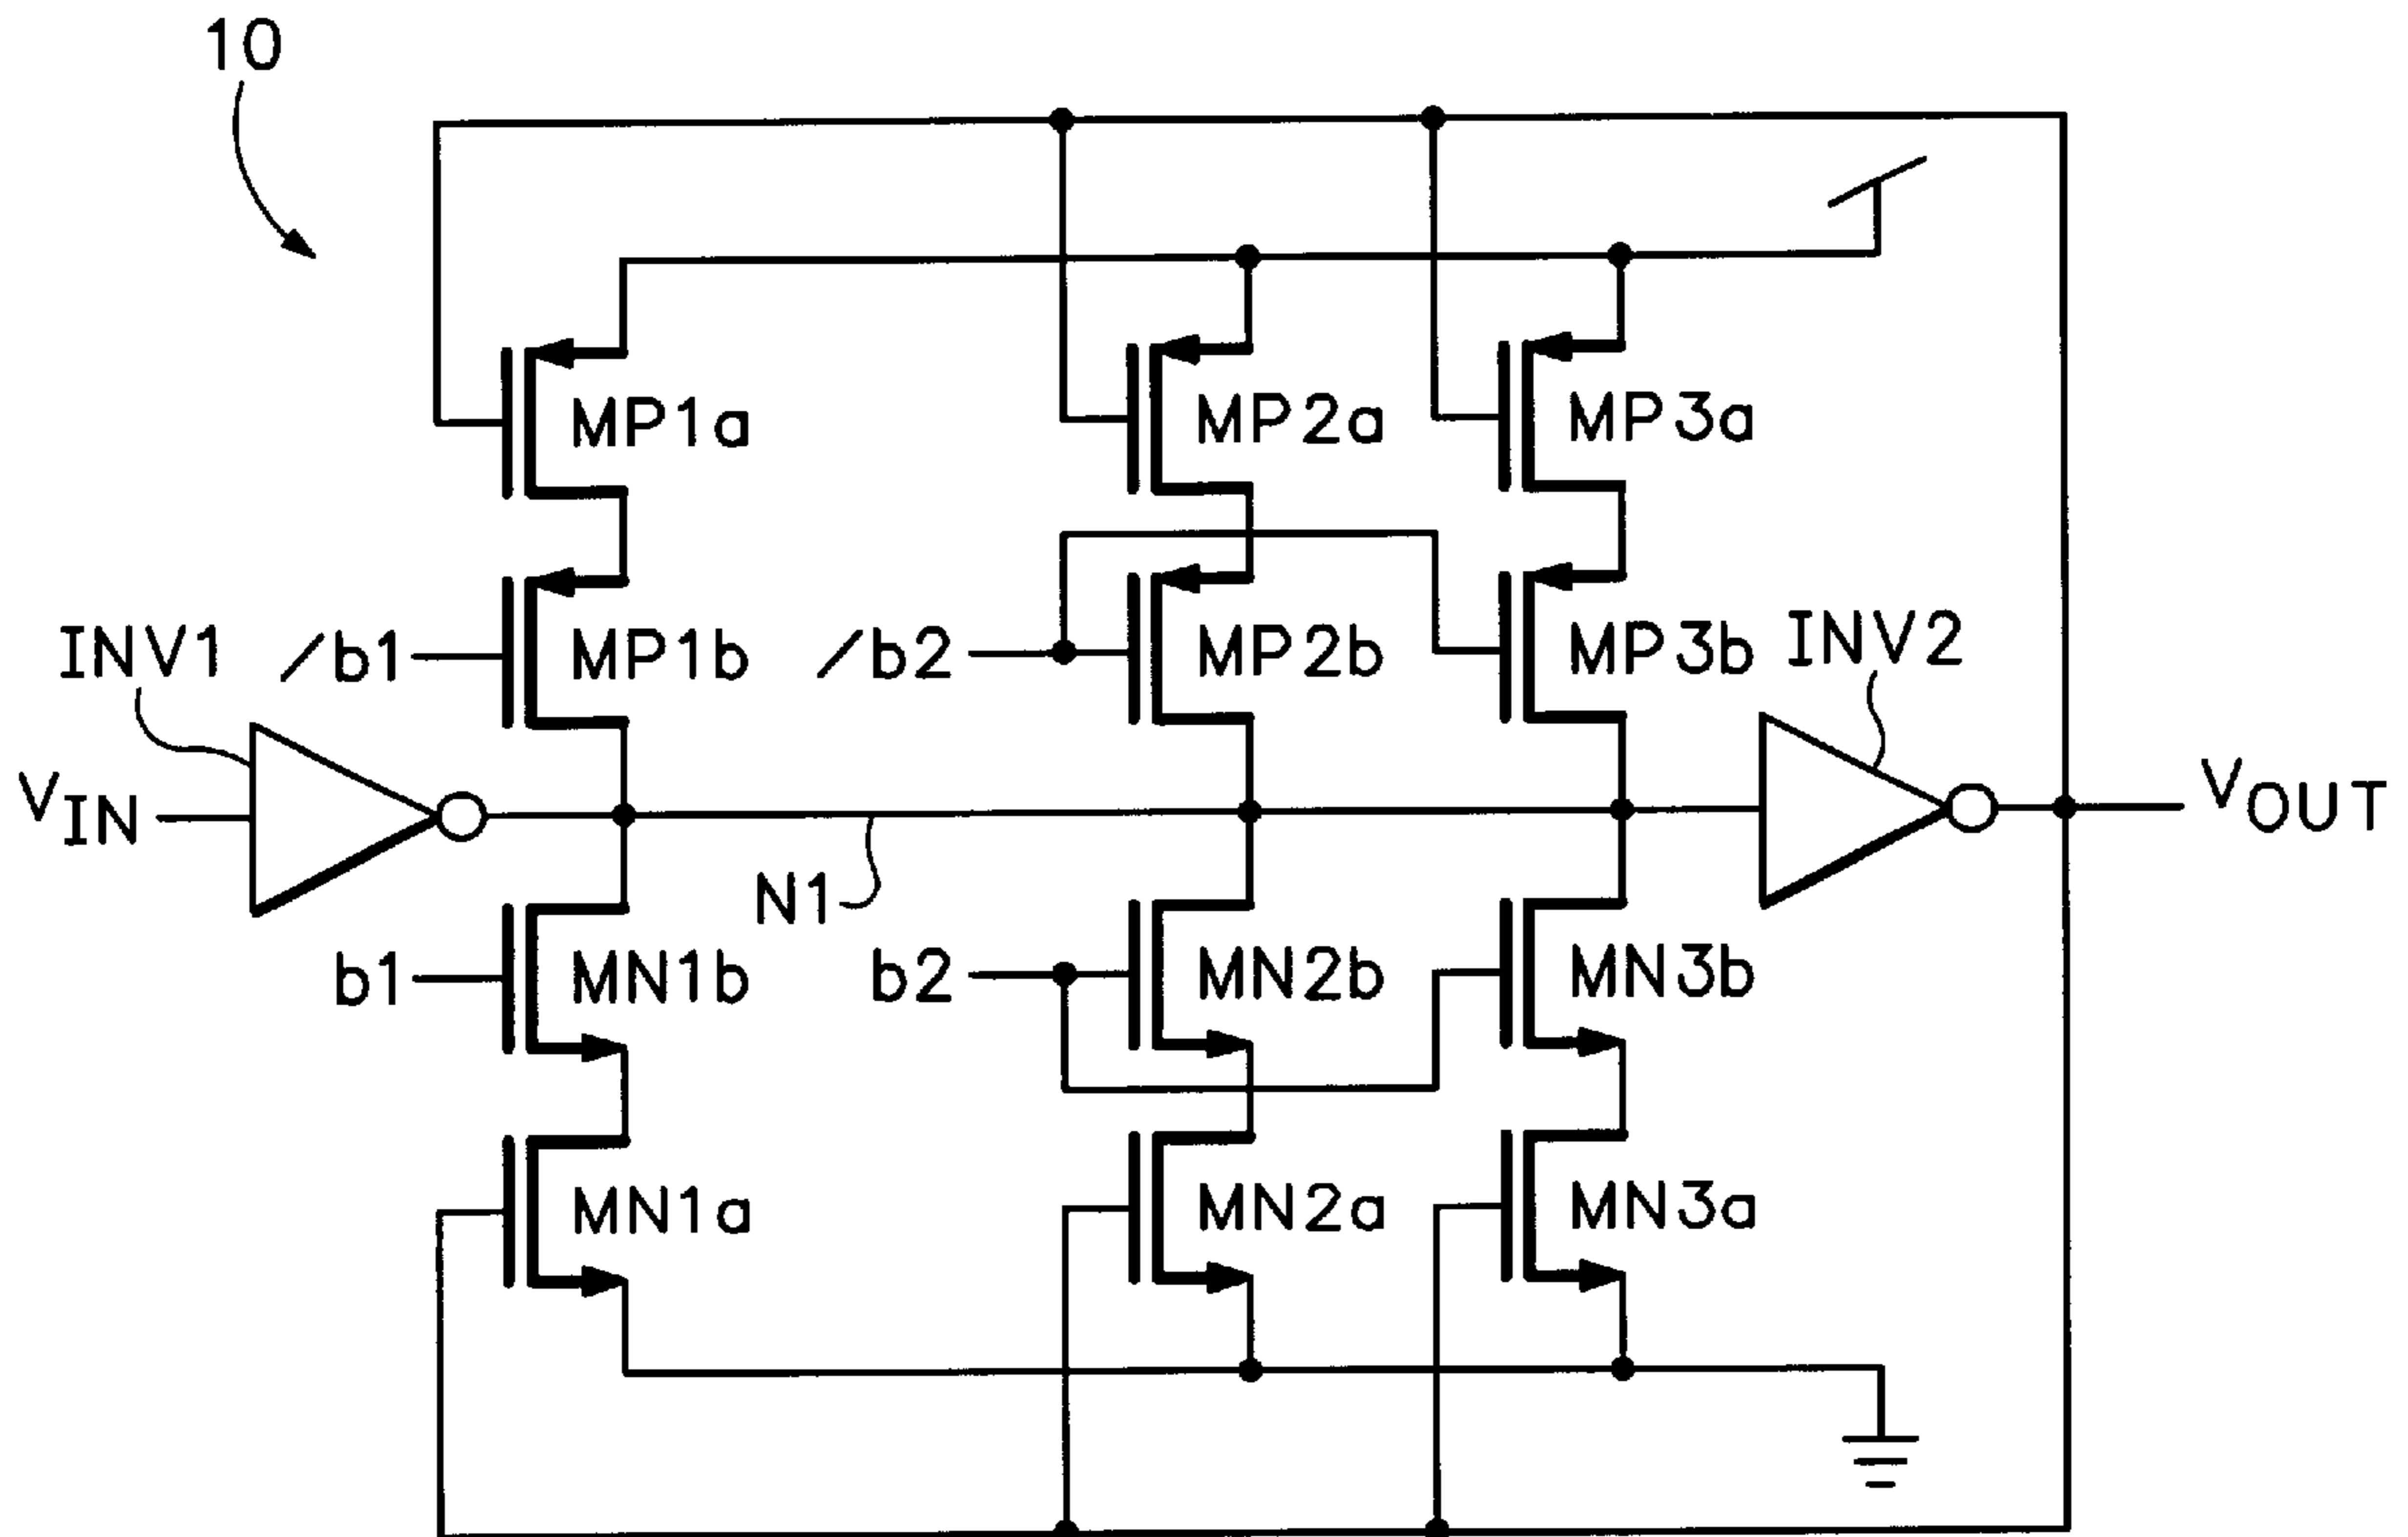 10
MP1a
MP2a
MP3a
INV1
/b1
MP1b
/b2
MP2b
MP3b
INV2
VIN
VOUT
N1
b1
MN1b
b2
MN2b
MN3b
MN1a
MN2a
MN3a